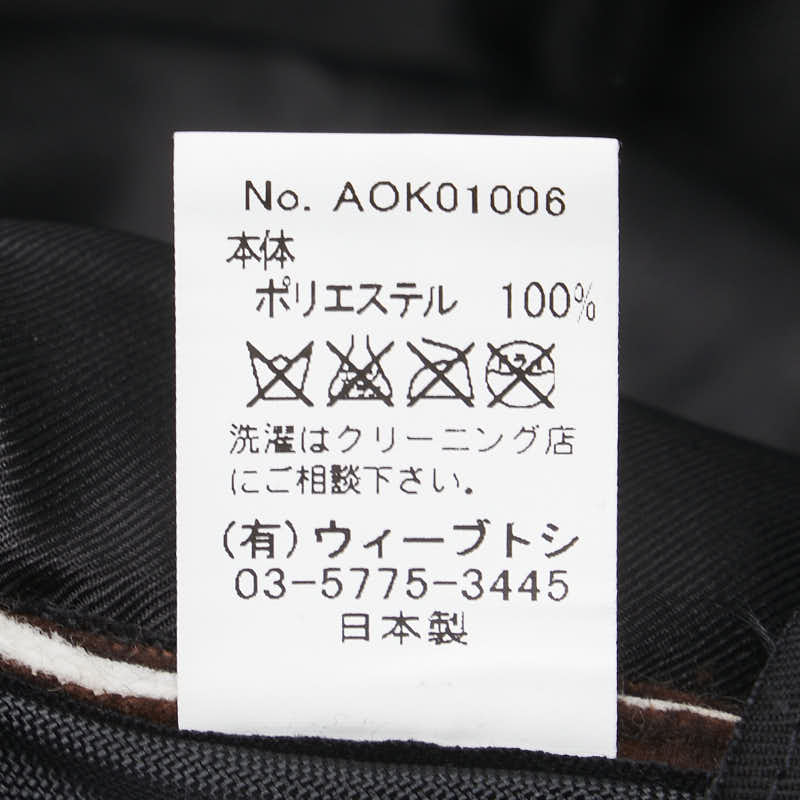 No. AOK01006
本体
ポリエステル 100%
洗濯はクリーニング店
にご相談下さい。
(有)ウィーブトシ
03-5775-3445
日本製